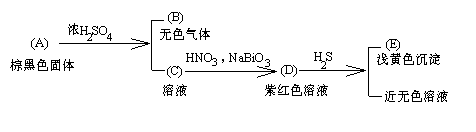 (A)
棕黑色固体
浓H₂SO₄
(B)
无色气体
(C)
溶液
HNO₃，NaBiO₃
(D)
紫红色溶液
H₂S
(E)
浅黄色沉淀
近无色溶液